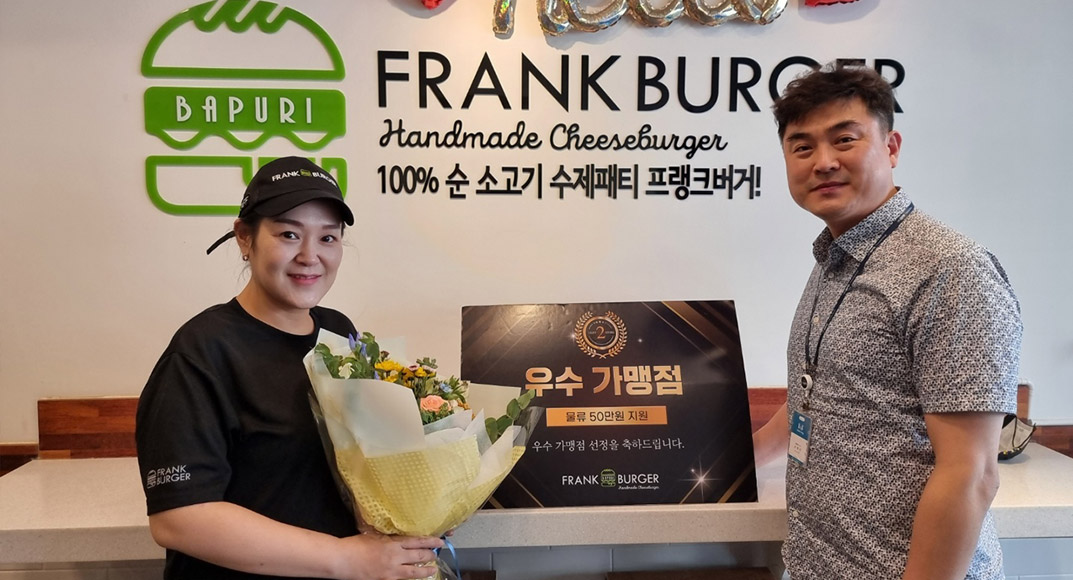 BAPURI
FRANK BURGER
Handmade Cheeseburger
100% 순 소고기 수제패티 프랭크버거!
FRANK BURGER
FRANK
BURGER
2
우수 가맹점
물류 50만원 지원
우수 가맹점 선정을 축하드립니다.
FRANK BURGER
Handmade Cheeseburger